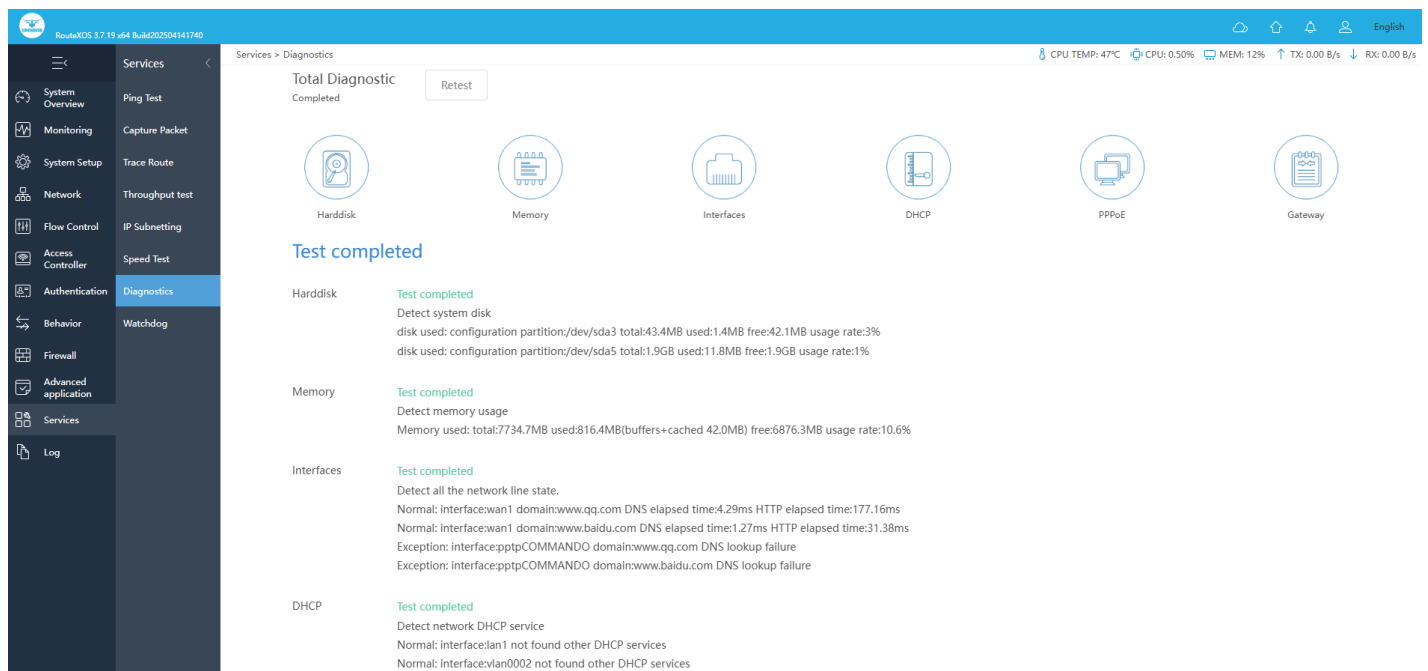 RouteXOS 3.7.19 x64 Build202504141740
English
Services
Services > Diagnostics
CPU TEMP: 47℃ CPU: 0.50% MEM: 12% TX: 0.00 B/s RX: 0.00 B/s
System Overview
Monitoring
System Setup
Network
Flow Control
Access Controller
Authentication
Behavior
Firewall
Advanced application
Services
Log
Ping Test
Capture Packet
Trace Route
Throughput test
IP Subnetting
Speed Test
Diagnostics
Watchdog
Total Diagnostic
Completed
Retest
Harddisk
Memory
Interfaces
DHCP
PPPoE
Gateway
Test completed
Harddisk
Test completed
Detect system disk
disk used: configuration partition:/dev/sda3 total:43.4MB used:1.4MB free:42.1MB usage rate:3%
disk used: configuration partition:/dev/sda5 total:1.9GB used:11.8MB free:1.9GB usage rate:1%
Memory
Test completed
Detect memory usage
Memory used: total:7734.7MB used:816.4MB(buffers+cached 42.0MB) free:6876.3MB usage rate:10.6%
Interfaces
Test completed
Detect all the network line state.
Normal: interface:wan1 domain:www.qq.com DNS elapsed time:4.29ms HTTP elapsed time:177.16ms
Normal: interface:wan1 domain:www.baidu.com DNS elapsed time:1.27ms HTTP elapsed time:31.38ms
Exception: interface:pptpCOMMANDO domain:www.qq.com DNS lookup failure
Exception: interface:pptpCOMMANDO domain:www.baidu.com DNS lookup failure
DHCP
Test completed
Detect network DHCP service
Normal: interface:lan1 not found other DHCP services
Normal: interface:vlan0002 not found other DHCP services